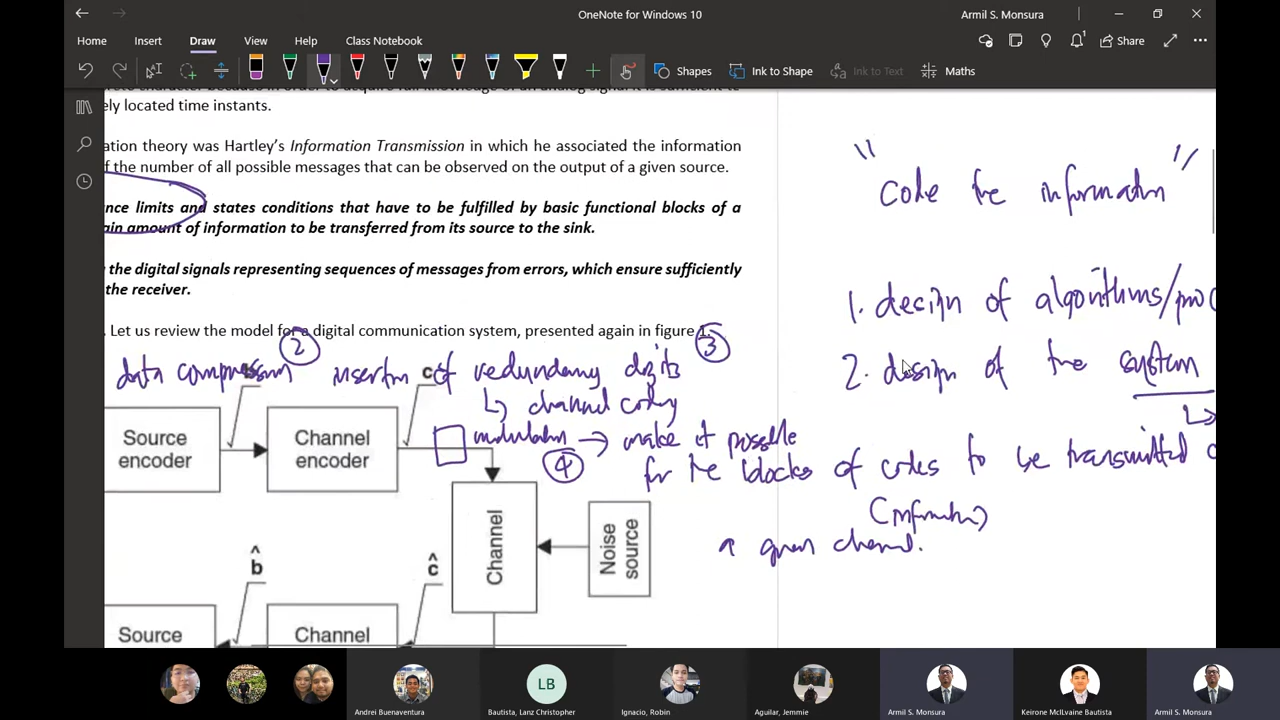 OneNote for Windows 10
Armil S. Monsura
Home Insert Draw View Help Class Notebook
Share
Shapes Ink to Shape Ink to Text Maths
ely located time instants.
ation theory was Hartley's Information Transmission in which he associated the information
f the number of all possible messages that can be observed on the output of a given source.
nce limits and states conditions that have to be fulfilled by basic functional blocks of a
ain amount of information to be transferred from its source to the sink.
the digital signals representing sequences of messages from errors, which ensure sufficiently
the receiver.
. Let us review the model for a digital communication system, presented again in figure 1.
"code the information"
1. design of algorithms/pro
2. design of the system
2
3
data compression
insertion of redundancy digits
channel coding
modulation → make it possible
4
for the blocks of codes to be transmitted
(information)
a given channel.
b
c
Source
encoder
Channel
encoder
Channel
Noise
source
b̂
ĉ
Source
Channel
Andrei Buenaventura
LB
Bautista, Lanz Christopher
Ignacio, Robin
Aguilar, Jemmie
Armil S. Monsura
Keirone McILvaine Bautista
Armil S. Monsura